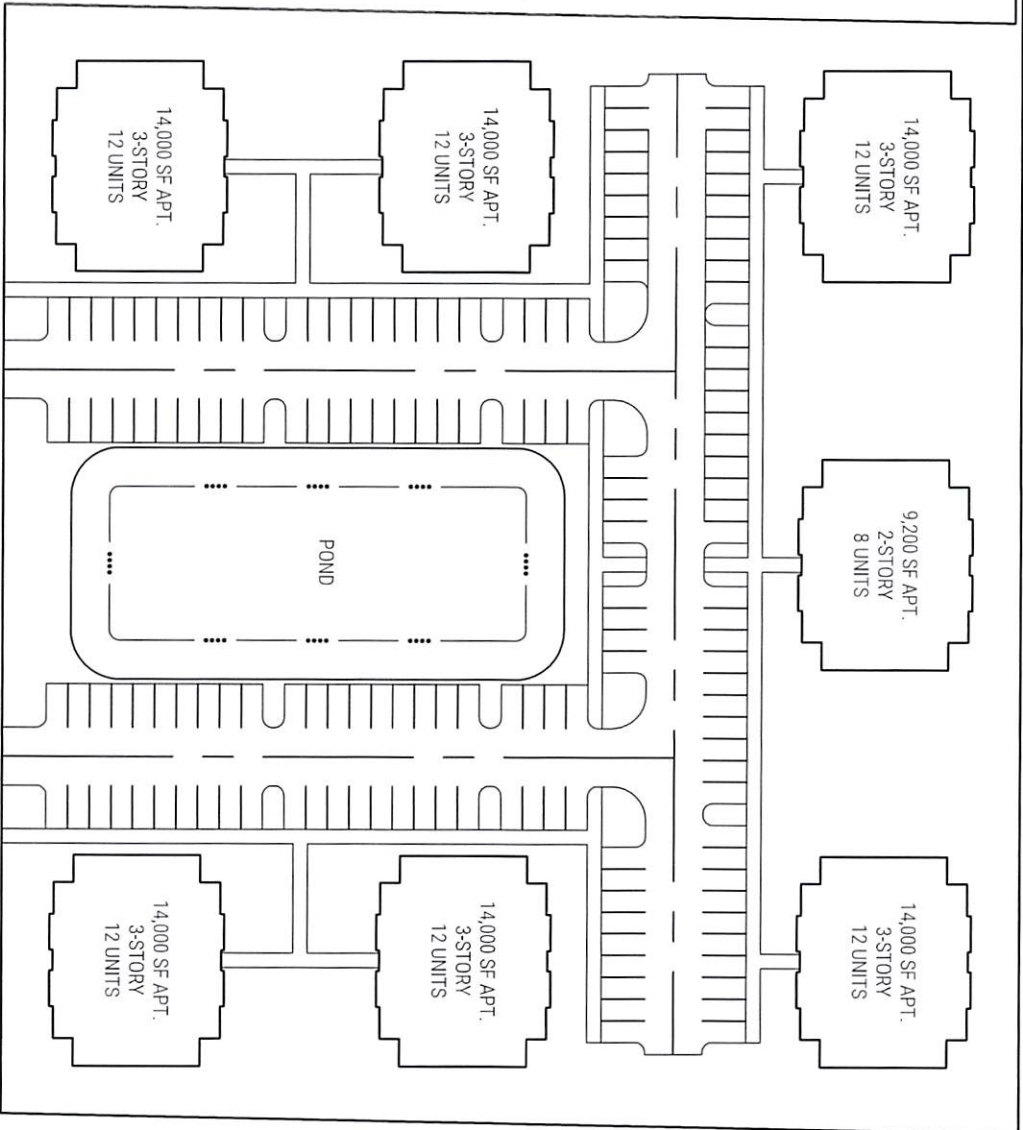 14,000 SF APT.
3-STORY
12 UNITS
14,000 SF APT.
3-STORY
12 UNITS
14,000 SF APT.
3-STORY
12 UNITS
9,200 SF APT.
2-STORY
8 UNITS
POND
14,000 SF APT.
3-STORY
12 UNITS
14,000 SF APT.
3-STORY
12 UNITS
14,000 SF APT.
3-STORY
12 UNITS